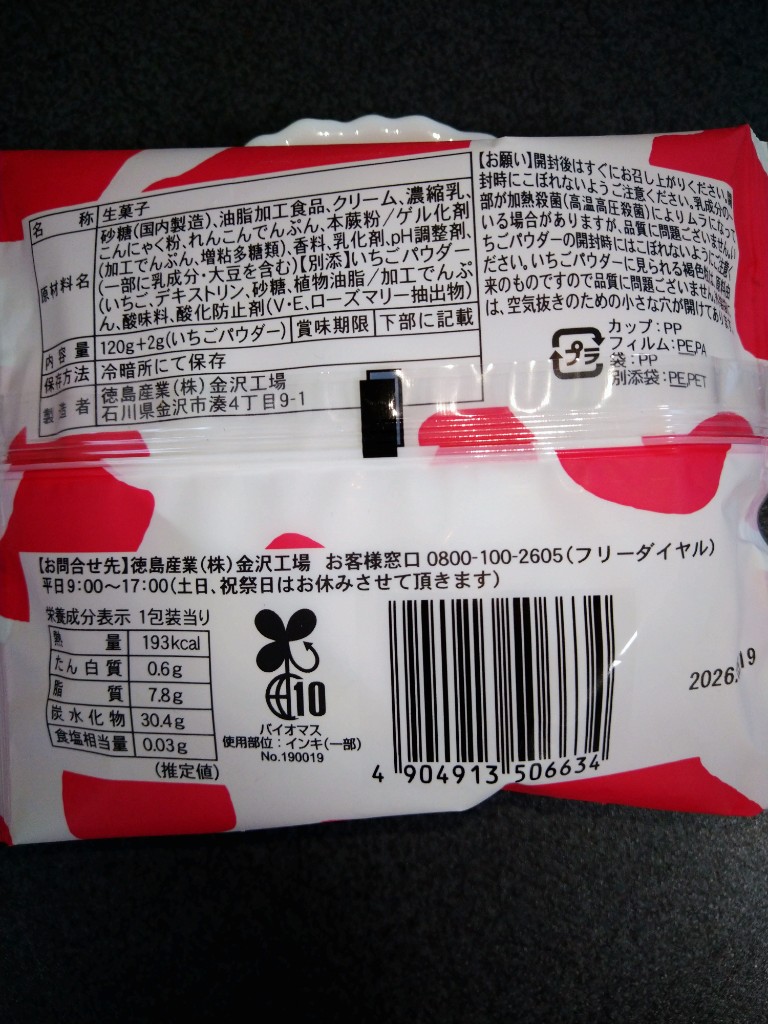 名 称 生菓子
原材料名 砂糖(国内製造)、油脂加工食品、クリーム、濃縮乳、
こんにゃく粉、れんこんでんぷん、本蕨粉/ゲル化剤
(加工でんぷん、増粘多糖類)、香料、乳化剤、pH調整剤、
(一部に乳成分・大豆を含む)【別添】いちごパウダー
(いちご、デキストリン、砂糖、植物油脂/加工でんぷ
ん、酸味料、酸化防止剤(V・E、ローズマリー抽出物)
内容量 120g+2g(いちごパウダー) 賞味期限 下部に記載
保存方法 冷暗所にて保存
製造者 徳島産業(株)金沢工場
石川県金沢市湊4丁目9-1
【お願い】開封後はすぐにお召し上がりください。開
封時にこぼれないようご注意ください。乳成分の一
部が加熱殺菌(高温高圧殺菌)によりムラになって
いる場合がありますが、品質に問題ございません。い
ちごパウダーの開封時にはこぼれないように注意く
ださい。いちごパウダーに見られる褐色粒は、原料由
来のものですので品質に問題ございません。
は、空気抜きのための小さな穴が開けてあります。
プラ
カップ:PP
フィルム:PE,PA
袋:PP
別添袋:PE,PET
【お問合せ先】徳島産業(株)金沢工場 お客様窓口 0800-100-2605(フリーダイヤル)
平日9:00〜17:00(土日、祝祭日はお休みさせて頂きます)
栄養成分表示 1包装当り
熱 量 193kcal
たん白質 0.6g
脂 質 7.8g
炭水化物 30.4g
食塩相当量 0.03g
(推定値)
10
バイオマス
使用部位:インキ(一部)
No.190019
4 904913 506634